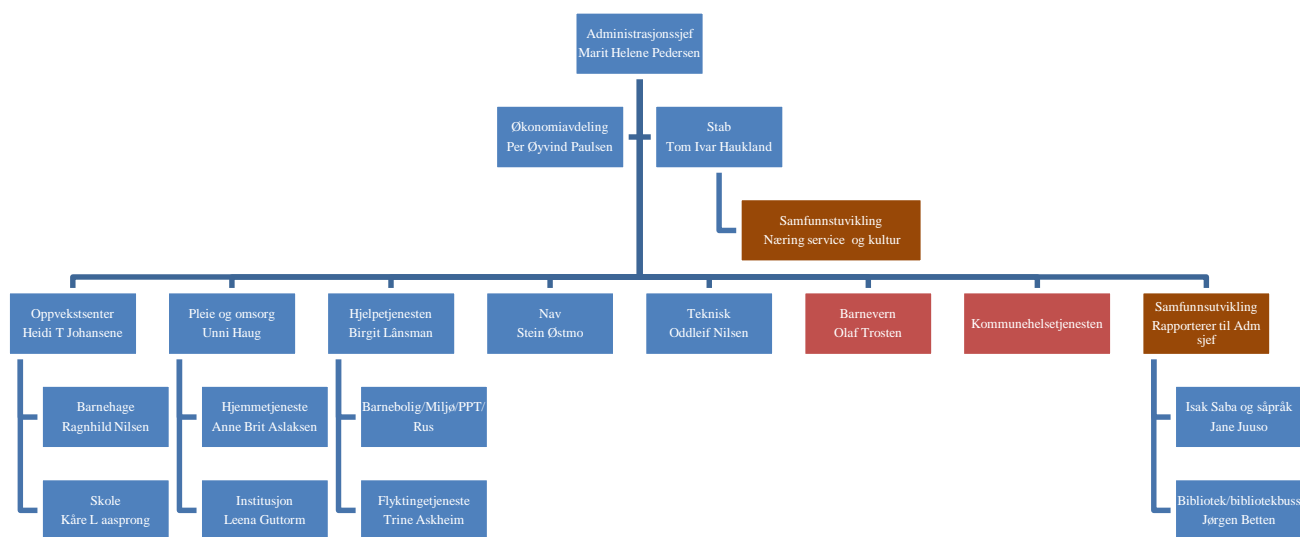 Administrasjonssjef
Marit Helene Pedersen
Økonomiavdeling
Per Øyvind Paulsen
Stab
Tom Ivar Haukland
Samfunnstuvikling
Næring service og kultur
Oppvekstsenter
Heidi T Johansene
Pleie og omsorg
Unni Haug
Hjelpetjenesten
Birgit Lånsman
Nav
Stein Østmo
Teknisk
Oddleif Nilsen
Barnevern
Olaf Trosten
Kommunehelsetjenesten
Samfunnsutvikling
Rapporterer til Adm
sjef
Barnehage
Ragnhild Nilsen
Hjemmetjeneste
Anne Brit Aslaksen
Barnebolig/Miljø/PPT/
Rus
Isak Saba og såpråk
Jane Juuso
Skole
Kåre L aasprong
Institusjon
Leena Guttorm
Flyktingetjeneste
Trine Askheim
Bibliotek/bibliotekbuss
Jørgen Betten